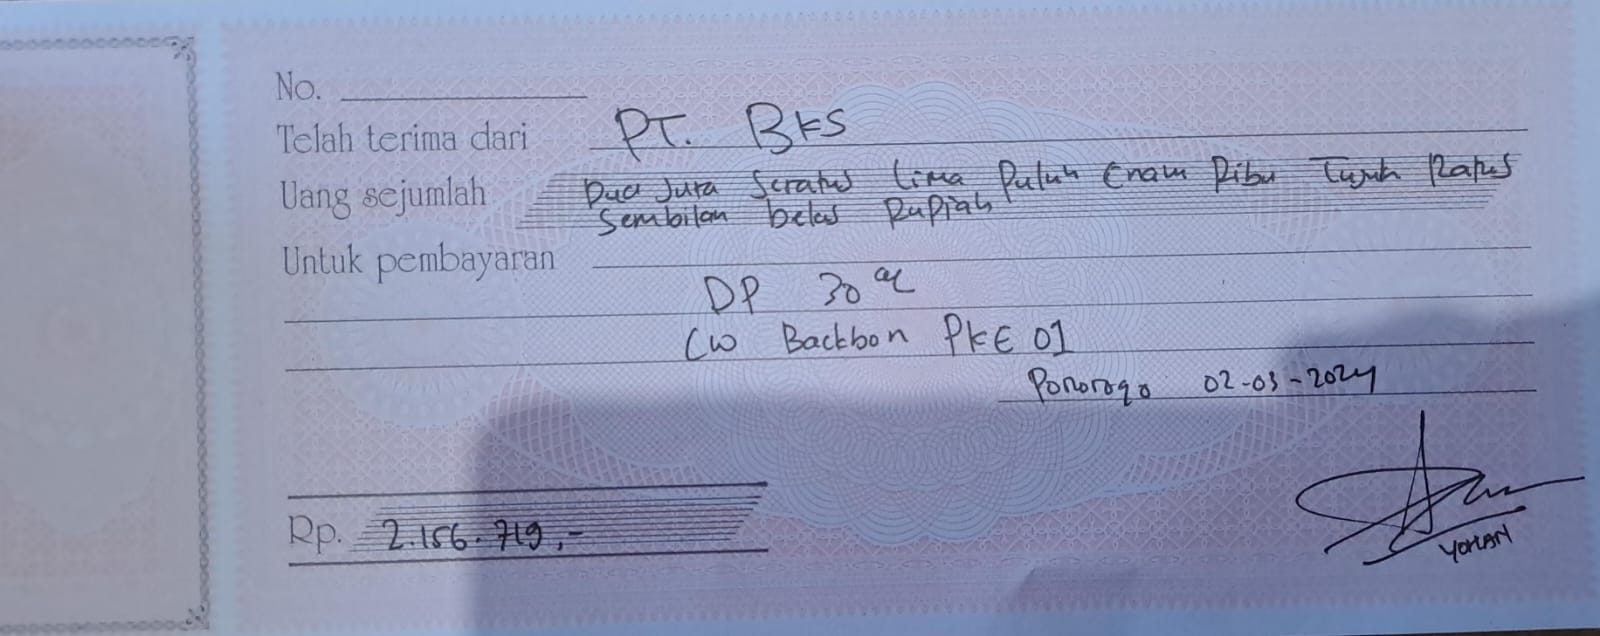 No.
Telah terima dari PT. BKS
Uang sejumlah Dua Juta Seratus Lima Puluh Enam Ribu Tujuh Ratus
Sembilan belas Rupiah
Untuk pembayaran
DP 30%
CW Backbon PKE 01
Ponorogo 02-03-2024
Rp. 2.156.719,-
YOHAN